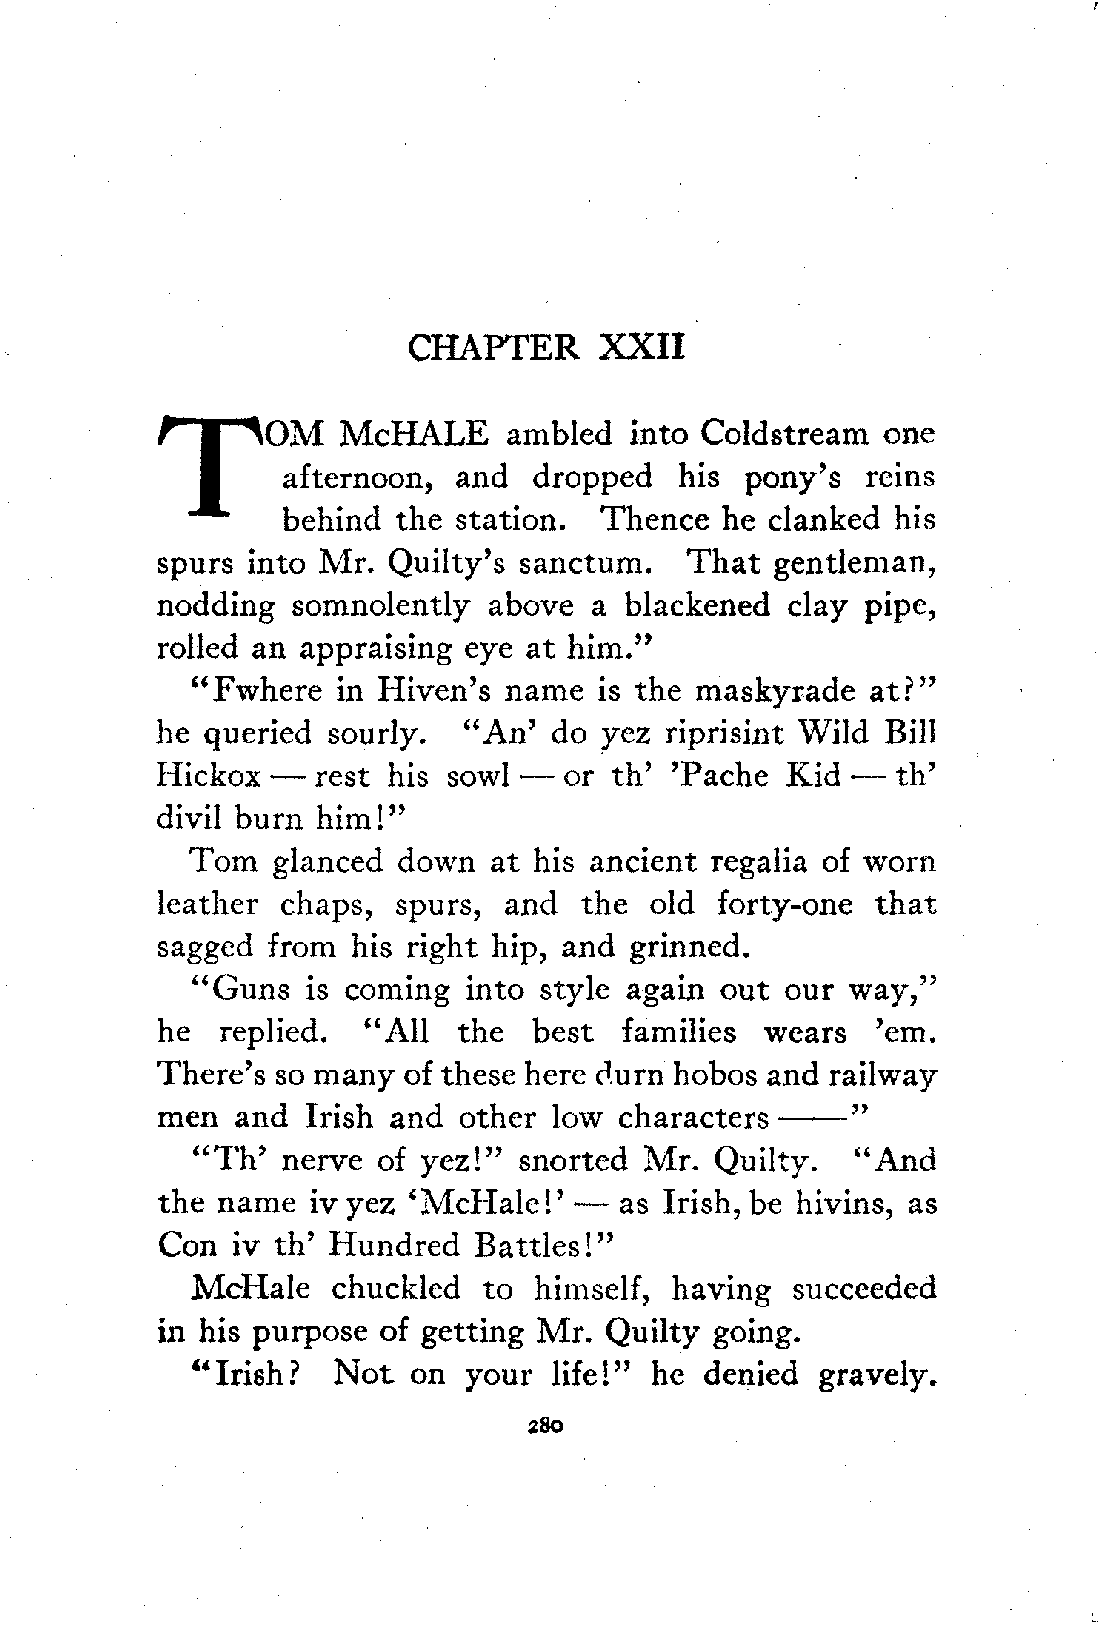 CHAPTER XXII
TOM McHALE ambled into Coldstream one
afternoon, and dropped his pony's reins
behind the station. Thence he clanked his
spurs into Mr. Quilty's sanctum. That gentleman,
nodding somnolently above a blackened clay pipe,
rolled an appraising eye at him.”
“Fwhere in Hiven's name is the maskyrade at?”
he queried sourly. “An' do yez riprisint Wild Bill
Hickox — rest his sowl — or th' 'Pache Kid — th'
divil burn him!”
Tom glanced down at his ancient regalia of worn
leather chaps, spurs, and the old forty-one that
sagged from his right hip, and grinned.
“Guns is coming into style again out our way,”
he replied. “All the best families wears 'em.
There's so many of these here durn hobos and railway
men and Irish and other low characters ——”
“Th' nerve of yez!” snorted Mr. Quilty. “And
the name iv yez ‘McHale!’ — as Irish, be hivins, as
Con iv th' Hundred Battles!”
McHale chuckled to himself, having succeeded
in his purpose of getting Mr. Quilty going.
“Irish? Not on your life!” he denied gravely.
280